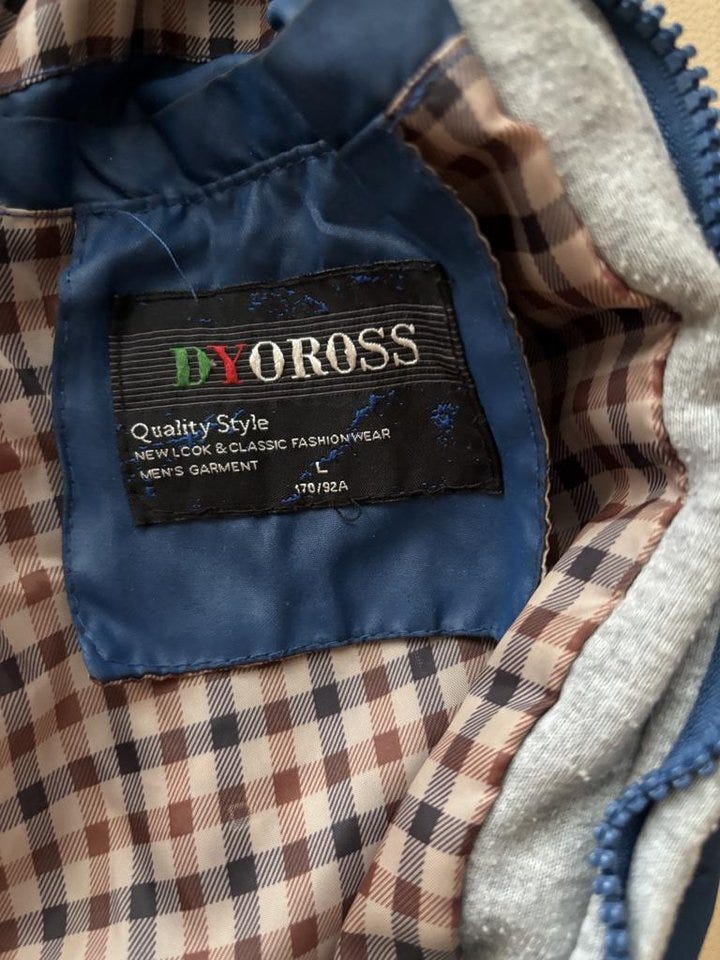 DYOROSS
Quality Style
NEW LOOK & CLASSIC FASHION WEAR
MEN'S GARMENT L
170/92A